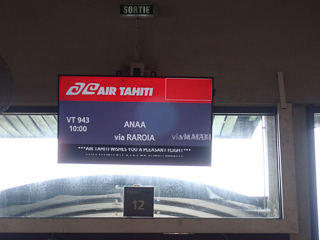 SORTIE
AIR TAHITI
VT 943
10:00
ANAA
via RAROIA
***AIR TAHITI WISHES YOU A PLEASANT FLIGHT***
12